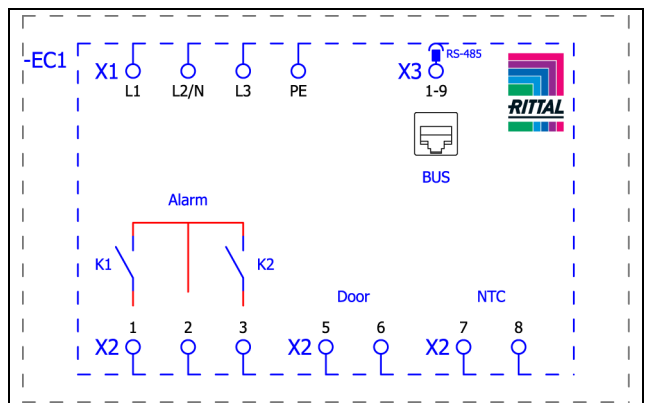 -EC1
X1
L1
L2/N
L3
PE
X3
RS-485
1-9
RITTAL
BUS
Alarm
K1
K2
Door
NTC
X2
1
2
3
X2
5
6
X2
7
8